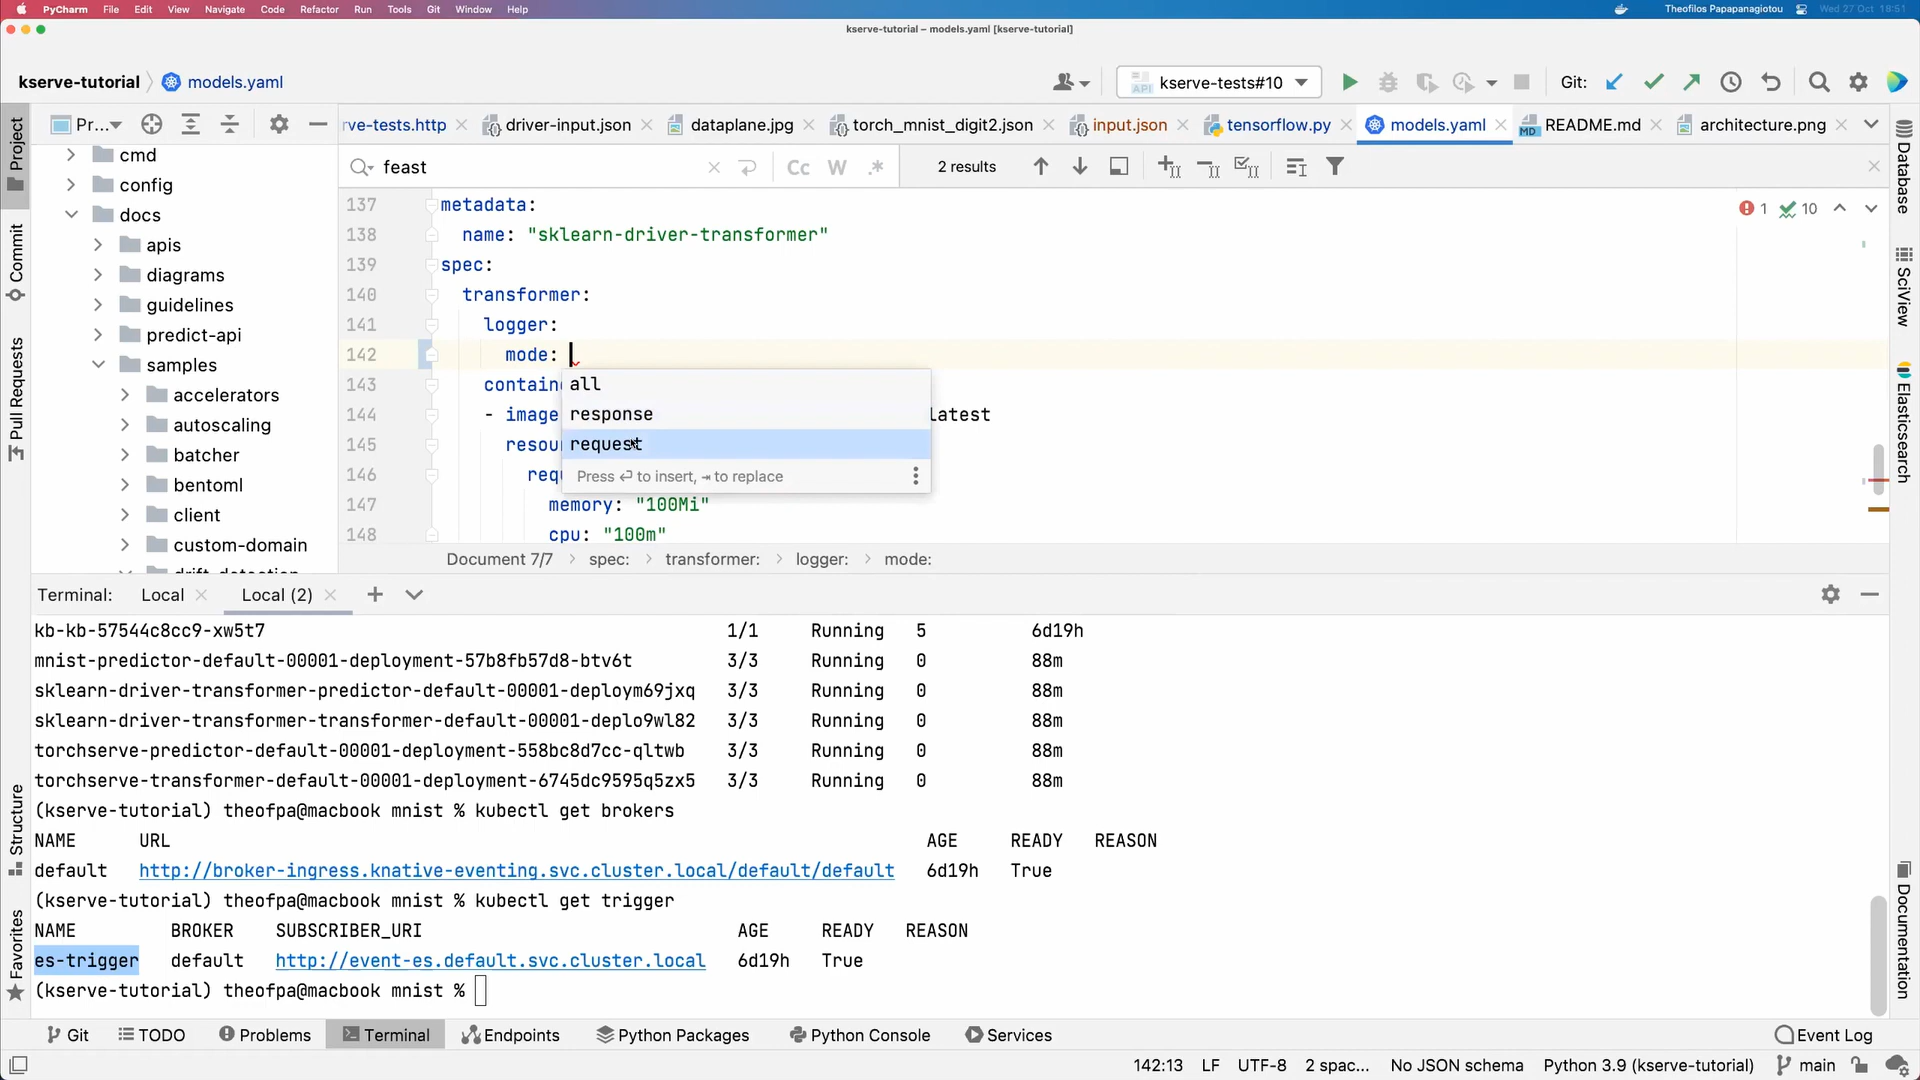 PyCharm File Edit View Navigate Code Refactor Run Tools Git Window Help Theofilos Papapanagiotou Wed 27 Oct 18:51
kserve-tutorial – models.yaml [kserve-tutorial]
kserve-tutorial models.yaml kserve-tests#10 Git:
Project
Pr... rve-tests.http driver-input.json dataplane.jpg torch_mnist_digit2.json input.json tensorflow.py models.yaml README.md architecture.png
Database
cmd
feast Cc W .* 2 results
config
137 metadata:
1 10
docs
138 name: "sklearn-driver-transformer"
Commit
apis
139 spec:
SciView
diagrams
140 transformer:
guidelines
141 logger:
predict-api
142 mode:
Pull Requests
samples
143 contain
all
accelerators
144 - image latest
response
Elasticsearch
autoscaling
145 resou
request
batcher
146 requ
Press ⏎ to insert, ⇥ to replace
bentoml
147 memory: "100Mi"
client
148 cpu: "100m"
custom-domain
Document 7/7 spec: transformer: logger: mode:
drift_detection
Terminal: Local Local (2)
kb-kb-57544c8cc9-xw5t7 1/1 Running 5 6d19h
mnist-predictor-default-00001-deployment-57b8fb57d8-btv6t 3/3 Running 0 88m
sklearn-driver-transformer-predictor-default-00001-deploym69jxq 3/3 Running 0 88m
sklearn-driver-transformer-transformer-default-00001-deplo9wl82 3/3 Running 0 88m
torchserve-predictor-default-00001-deployment-558bc8d7cc-qltwb 3/3 Running 0 88m
torchserve-transformer-default-00001-deployment-6745dc9595q5zx5 3/3 Running 0 88m
(kserve-tutorial) theofpa@macbook mnist % kubectl get brokers
NAME URL AGE READY REASON
default http://broker-ingress.knative-eventing.svc.cluster.local/default/default 6d19h True
(kserve-tutorial) theofpa@macbook mnist % kubectl get trigger
NAME BROKER SUBSCRIBER_URI AGE READY REASON
es-trigger default http://event-es.default.svc.cluster.local 6d19h True
(kserve-tutorial) theofpa@macbook mnist %
Structure
Favorites
Documentation
Git TODO Problems Terminal Endpoints Python Packages Python Console Services Event Log
142:13 LF UTF-8 2 spac... No JSON schema Python 3.9 (kserve-tutorial) main